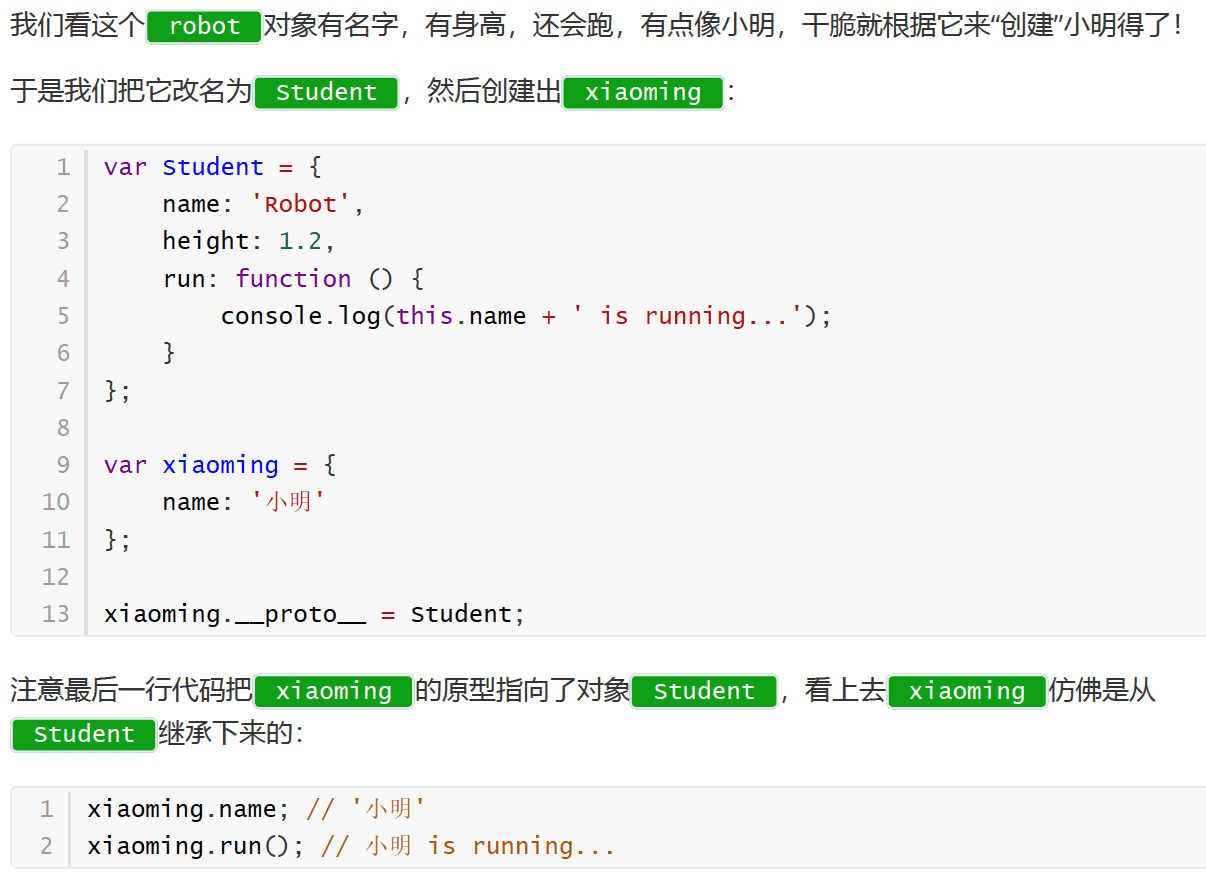 我们看这个 robot 对象有名字，有身高，还会跑，有点像小明，干脆就根据它来“创建”小明得了！
于是我们把它改名为 Student ，然后创建出 xiaoming ：
1 var Student = {
2     name: 'Robot',
3     height: 1.2,
4     run: function () {
5         console.log(this.name + ' is running...');
6     }
7 };
8
9 var xiaoming = {
10     name: '小明'
11 };
12
13 xiaoming.__proto__ = Student;
注意最后一行代码把 xiaoming 的原型指向了对象 Student ，看上去 xiaoming 仿佛是从
Student 继承下来的：
1 xiaoming.name; // '小明'
2 xiaoming.run(); // 小明 is running...